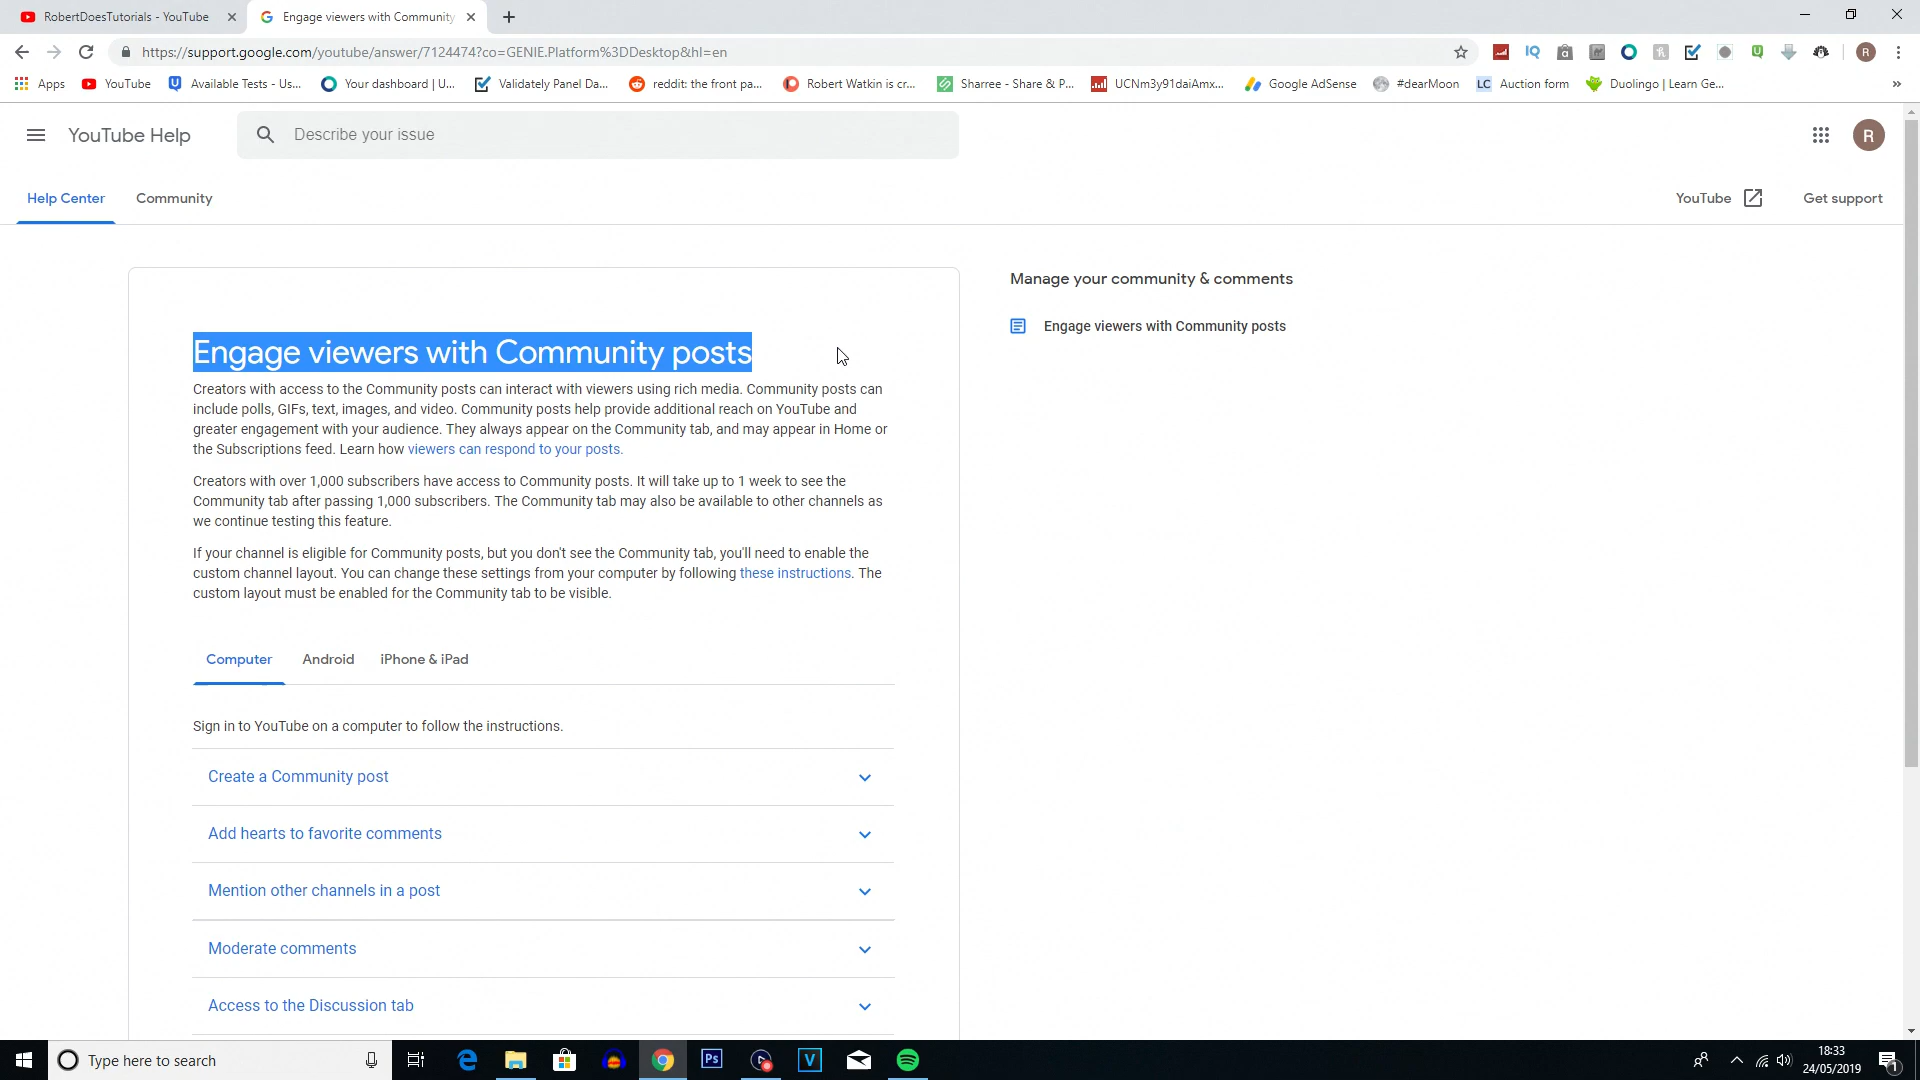 RobertDoesTutorials - YouTube
Engage viewers with Community
https://support.google.com/youtube/answer/7124474?co=GENIE.Platform%3DDesktop&hl=en
IQ
R
Apps
YouTube
Available Tests - Us...
Your dashboard | U...
Validately Panel Da...
reddit: the front pa...
Robert Watkin is cr...
Sharree - Share & P...
UCNm3y91daiAmx...
Google AdSense
#dearMoon
LC Auction form
Duolingo | Learn Ge...
YouTube Help
Describe your issue
R
Help Center
Community
YouTube
Get support
Engage viewers with Community posts
Creators with access to the Community posts can interact with viewers using rich media. Community posts can
include polls, GIFs, text, images, and video. Community posts help provide additional reach on YouTube and
greater engagement with your audience. They always appear on the Community tab, and may appear in Home or
the Subscriptions feed. Learn how viewers can respond to your posts.
Creators with over 1,000 subscribers have access to Community posts. It will take up to 1 week to see the
Community tab after passing 1,000 subscribers. The Community tab may also be available to other channels as
we continue testing this feature.
If your channel is eligible for Community posts, but you don't see the Community tab, you'll need to enable the
custom channel layout. You can change these settings from your computer by following these instructions. The
custom layout must be enabled for the Community tab to be visible.
Computer
Android
iPhone & iPad
Sign in to YouTube on a computer to follow the instructions.
Create a Community post
Add hearts to favorite comments
Mention other channels in a post
Moderate comments
Access to the Discussion tab
Manage your community & comments
Engage viewers with Community posts
Type here to search
Ps
V
18:33
24/05/2019
1